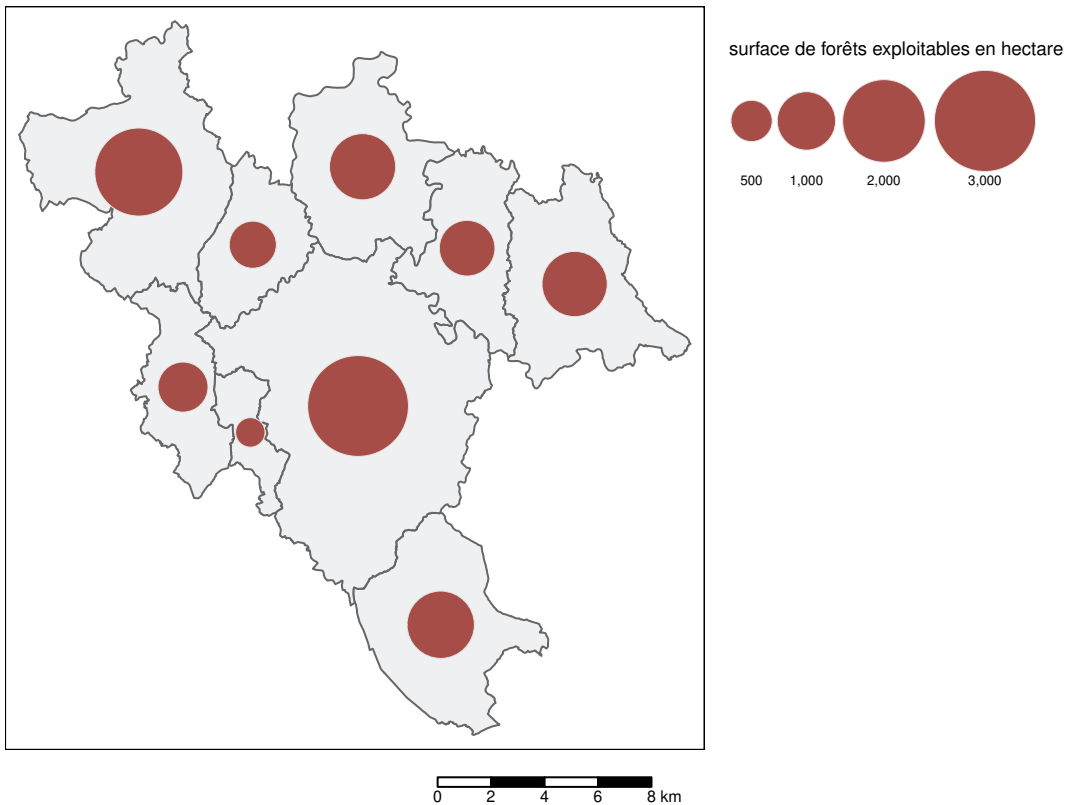 surface de forêts exploitables en hectare
500 1,000 2,000 3,000
0 2 4 6 8 km